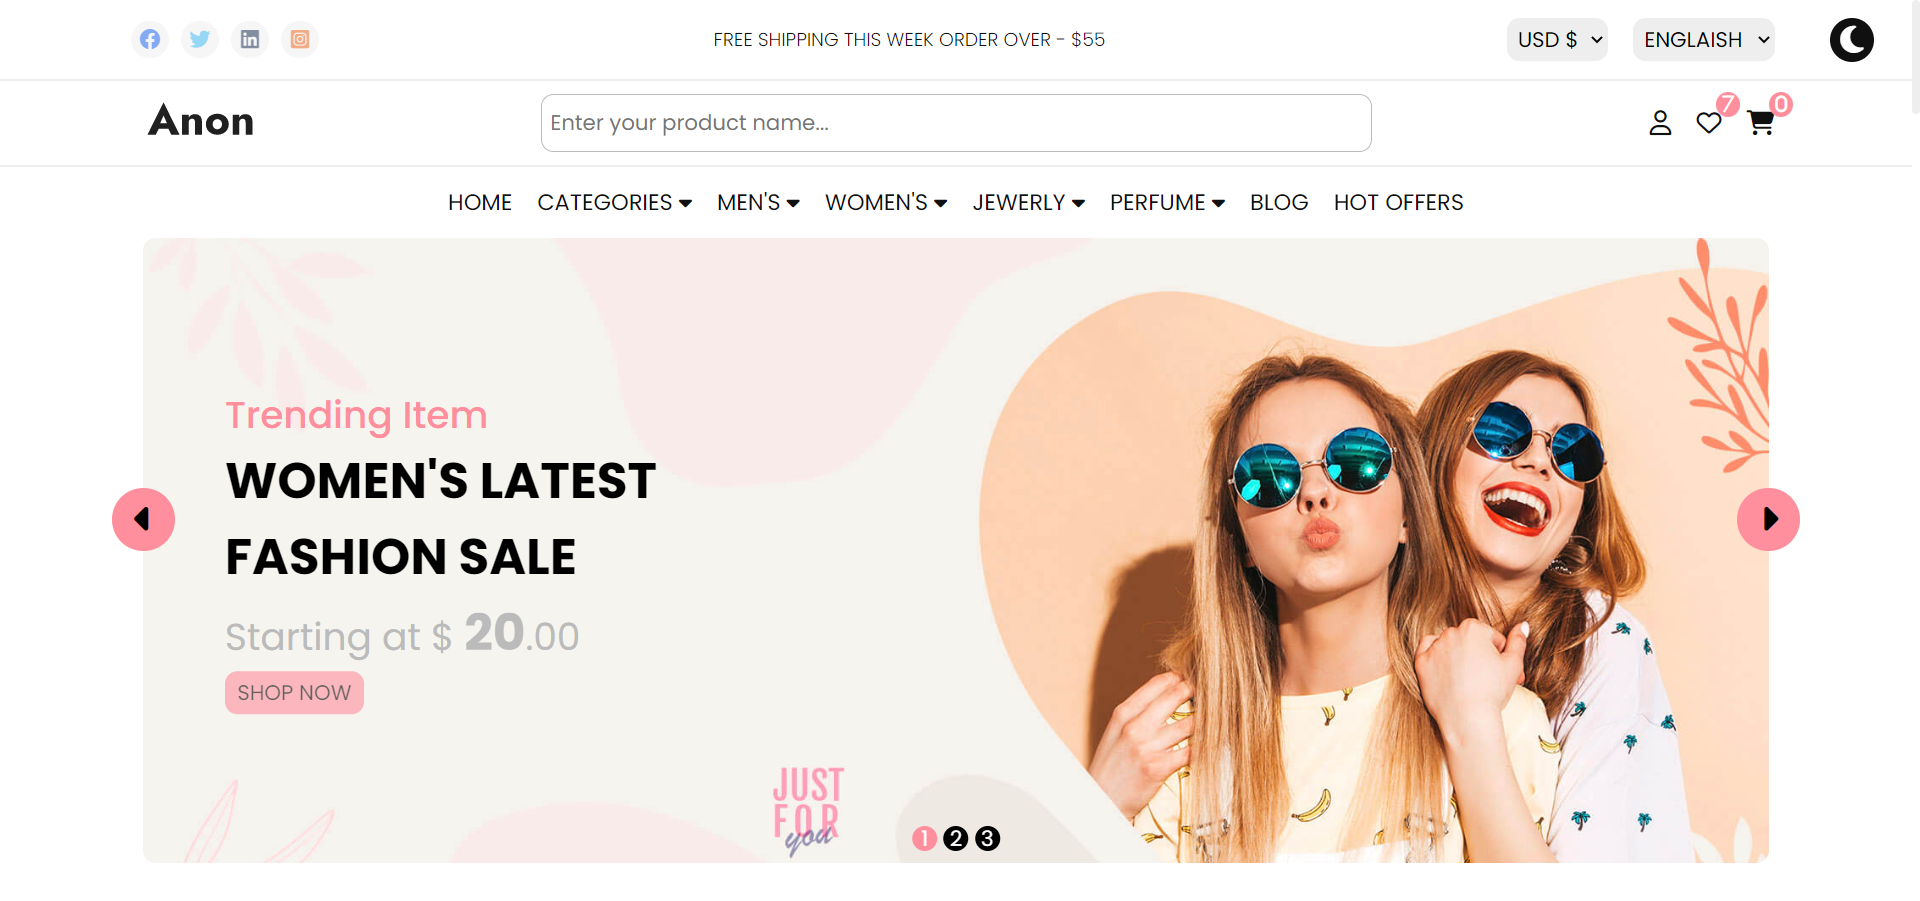 FREE SHIPPING THIS WEEK ORDER OVER - $55
USD $
ENGLAISH
Anon
Enter your product name...
7
0
HOME CATEGORIES MEN'S WOMEN'S JEWERLY PERFUME BLOG HOT OFFERS
Trending Item
WOMEN'S LATEST
FASHION SALE
Starting at $ 20.00
SHOP NOW
JUST
FOR
you
1 2 3